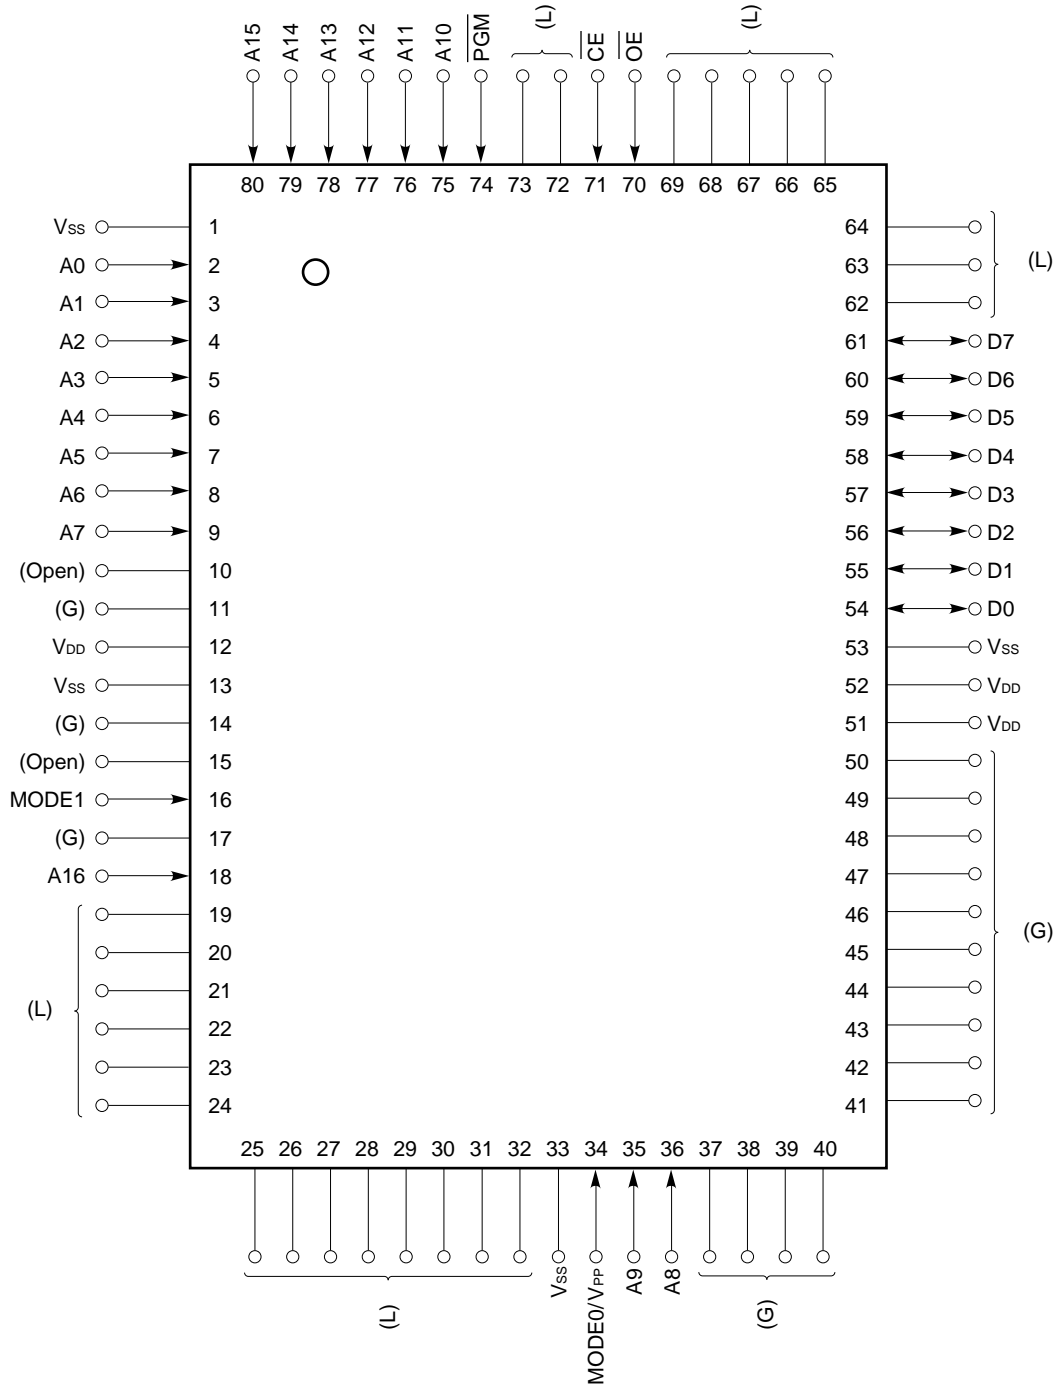 A15
A14
A13
A12
A11
A10
PGM
(L)
CE
OE
(L)
80 79 78 77 76 75 74 73 72 71 70 69 68 67 66 65
Vss 1
A0 2
A1 3
A2 4
A3 5
A4 6
A5 7
A6 8
A7 9
(Open) 10
(G) 11
VDD 12
Vss 13
(G) 14
(Open) 15
MODE1 16
(G) 17
A16 18
19
20
21
22
23
24
(L)
64
63
62
(L)
61 D7
60 D6
59 D5
58 D4
57 D3
56 D2
55 D1
54 D0
53 Vss
52 VDD
51 VDD
50
49
48
47
46
45
44
43
42
41
(G)
25 26 27 28 29 30 31 32 33 34 35 36 37 38 39 40
(L)
Vss
MODE0/VPP
A9
A8
(G)